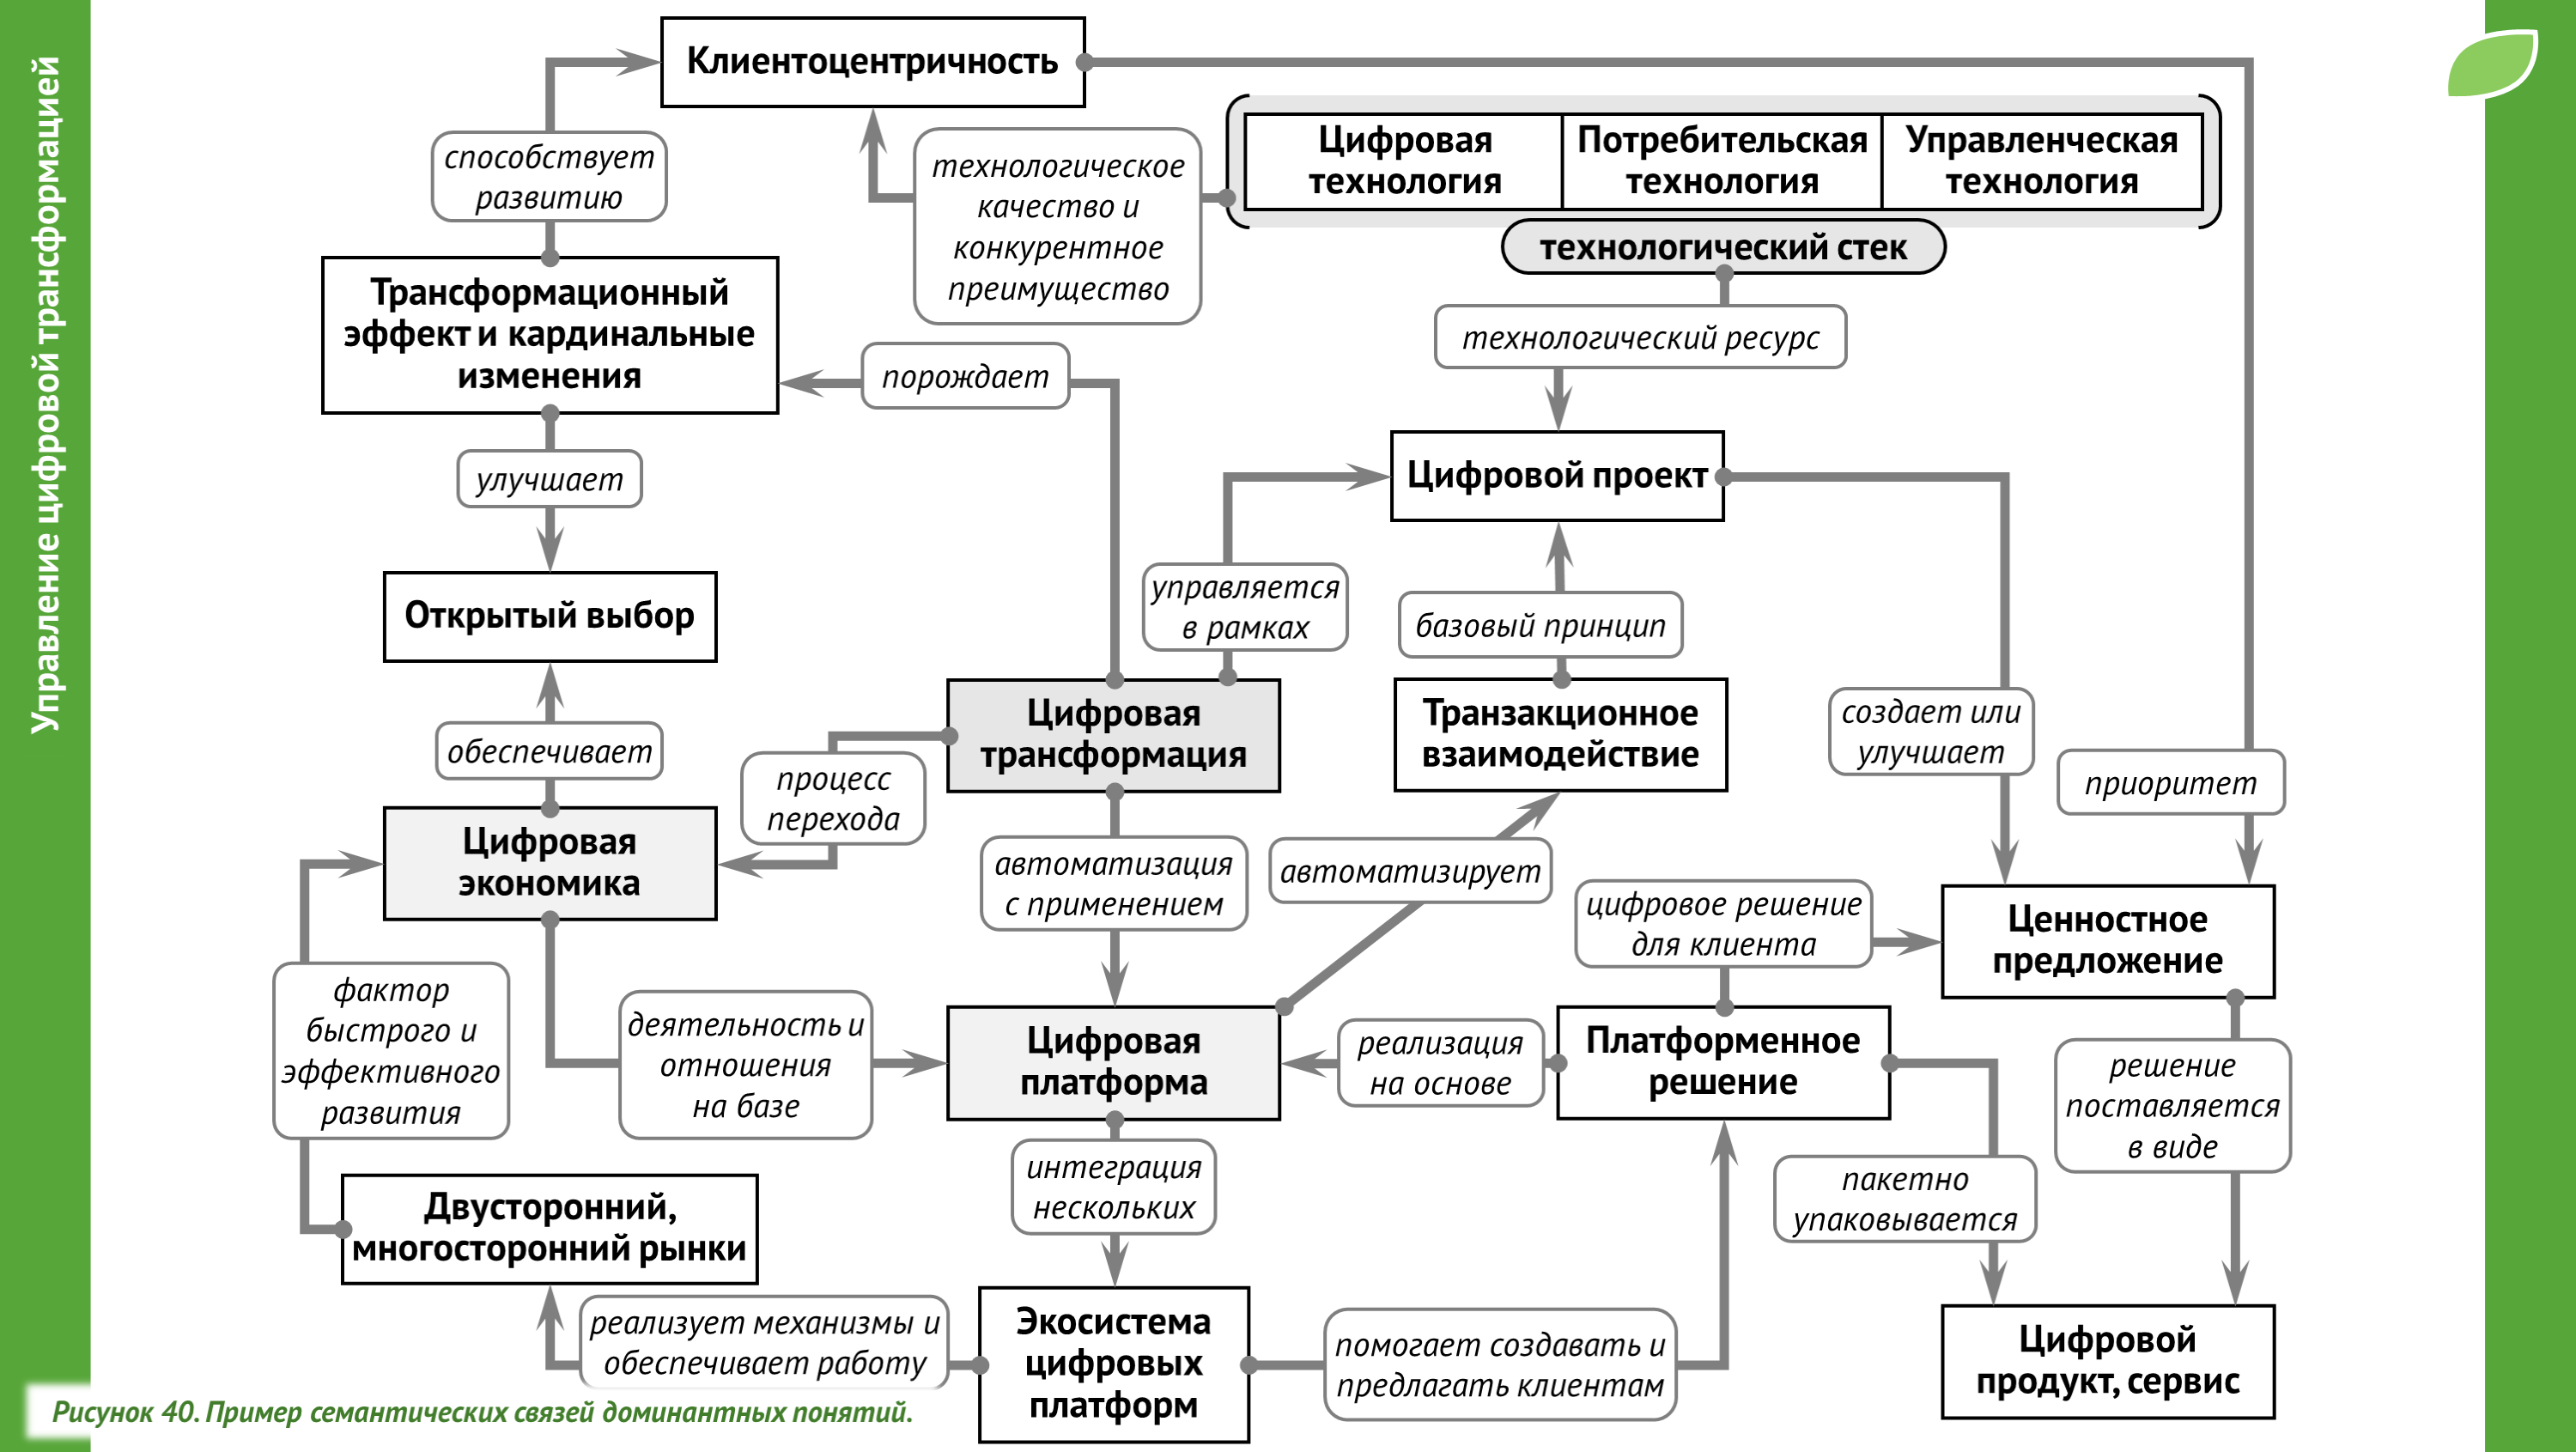 Управление цифровой трансформацией
Клиентоцентричность
Цифровая
технология
Потребительская
технология
Управленческая
технология
технологический стек
способствует
развитию
технологическое
качество и
конкурентное
преимущество
Трансформационный
эффект и кардинальные
изменения
технологический ресурс
порождает
улучшает
Цифровой проект
Открытый выбор
управляется
в рамках
базовый принцип
обеспечивает
процесс
перехода
Цифровая
трансформация
Транзакционное
взаимодействие
создает или
улучшает
приоритет
Цифровая
экономика
автоматизация
с применением
автоматизирует
цифровое решение
для клиента
Ценностное
предложение
фактор
быстрого и
эффективного
развития
деятельность и
отношения
на базе
Цифровая
платформа
реализация
на основе
Платформенное
решение
решение
поставляется
в виде
интеграция
нескольких
пакетно
упаковывается
Двусторонний,
многосторонний рынки
реализует механизмы и
обеспечивает работу
Экосистема
цифровых
платформ
помогает создавать и
предлагать клиентам
Цифровой
продукт, сервис
Рисунок 40. Пример семантических связей доминантных понятий.